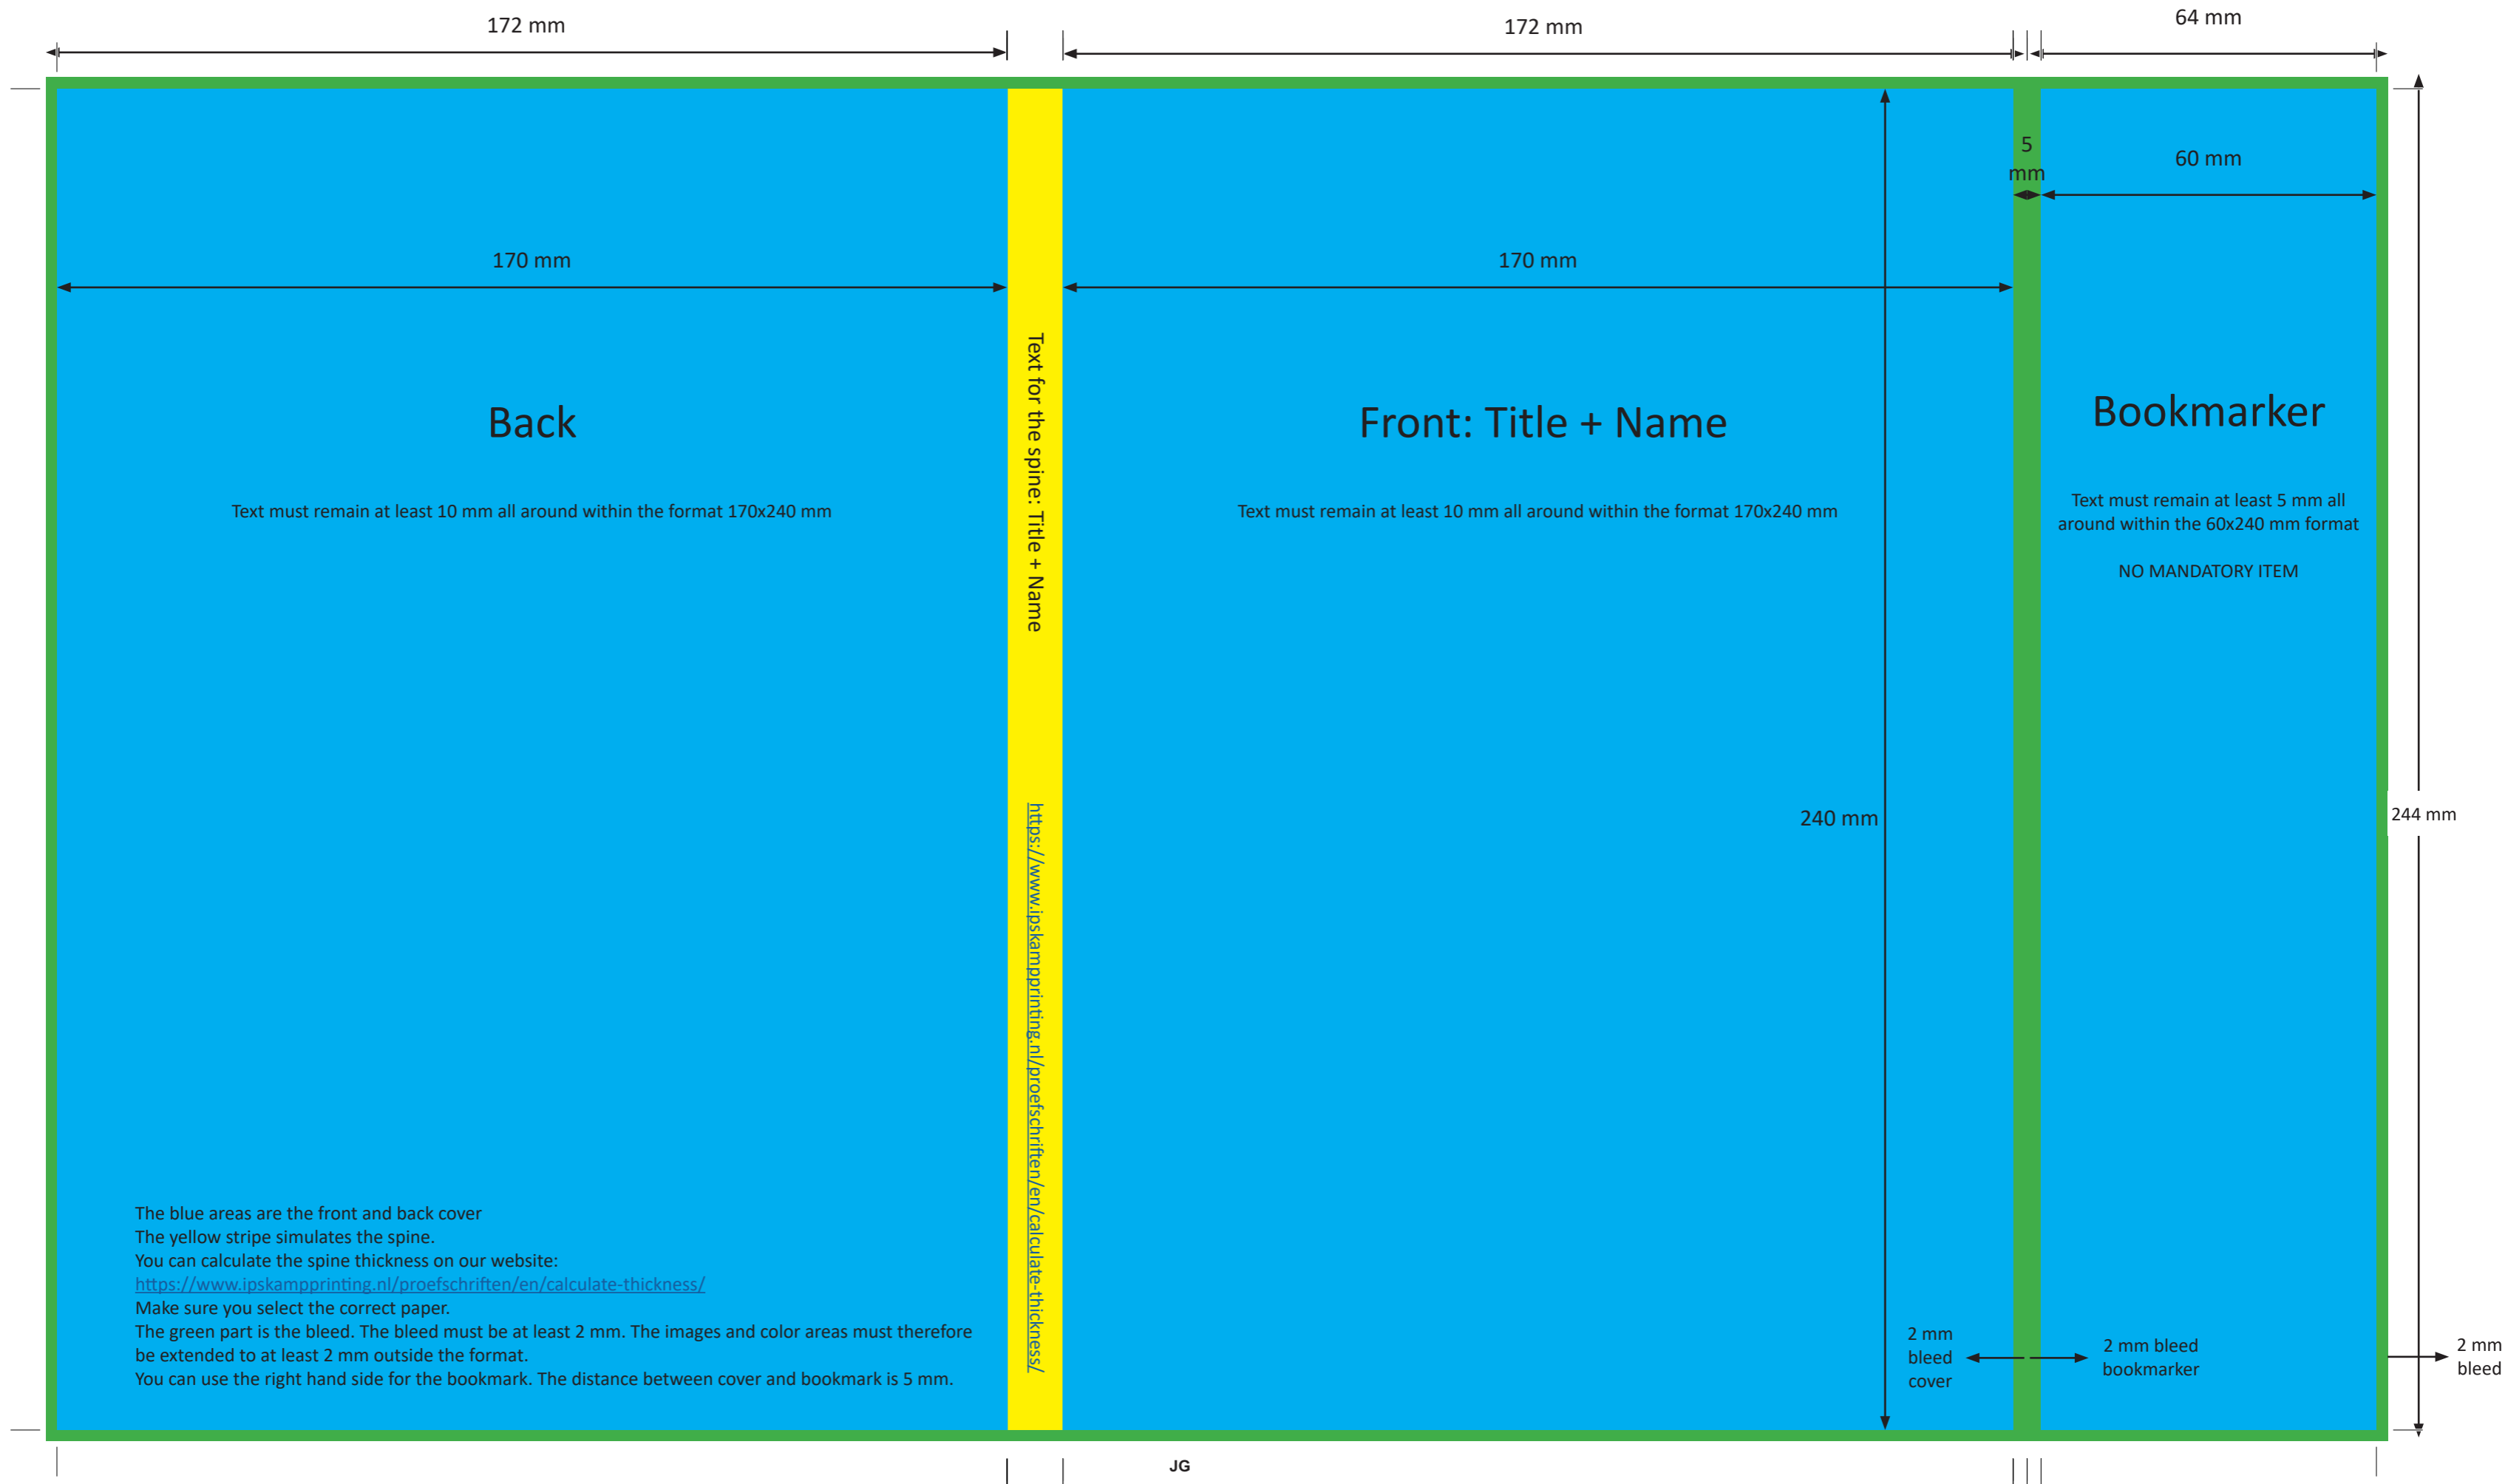 172 mm
172 mm
64 mm
5
mm
60 mm
170 mm
170 mm
Back
Text must remain at least 10 mm all around within the format 170x240 mm
Text for the spine: Title + Name
https://www.ipskampprinting.nl/proefschriften/en/calculate-thickness/
Front: Title + Name
Text must remain at least 10 mm all around within the format 170x240 mm
Bookmarker
Text must remain at least 5 mm all
around within the 60x240 mm format
NO MANDATORY ITEM
240 mm
244 mm
The blue areas are the front and back cover
The yellow stripe simulates the spine.
You can calculate the spine thickness on our website:
https://www.ipskampprinting.nl/proefschriften/en/calculate-thickness/
Make sure you select the correct paper.
The green part is the bleed. The bleed must be at least 2 mm. The images and color areas must therefore
be extended to at least 2 mm outside the format.
You can use the right hand side for the bookmark. The distance between cover and bookmark is 5 mm.
2 mm
bleed
cover
2 mm bleed
bookmarker
2 mm
bleed
JG